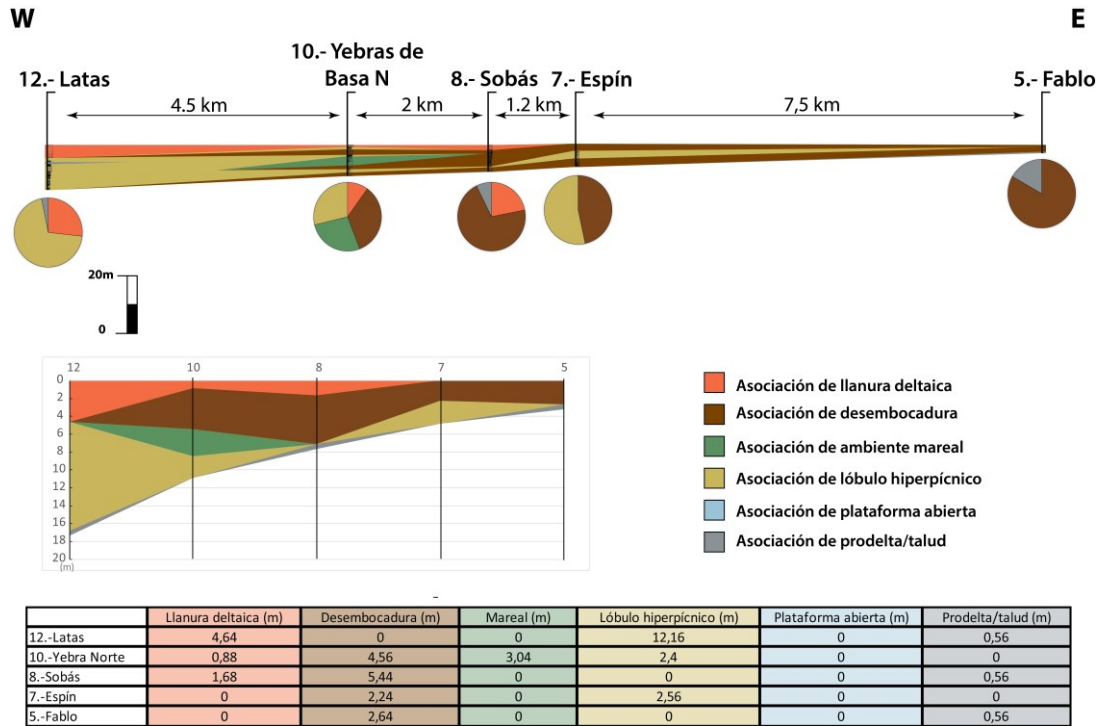 W
E
10.- Yebras de
12.- Latas
Basa N
8.- Sobás
7.- Espín
5.- Fablo
4.5 km
2 km
1.2 km
7,5 km
20m
0
12
10
8
7
5
0
2
4
6
8
10
12
14
16
18
20
(m)
Asociación de llanura deltaica
Asociación de desembocadura
Asociación de ambiente mareal
Asociación de lóbulo hiperpícnico
Asociación de plataforma abierta
Asociación de prodelta/talud
Llanura deltaica (m) Desembocadura (m) Mareal (m) Lóbulo hiperpícnico (m) Plataforma abierta (m) Prodelta/talud (m)
12.-Latas 4,64 0 0 12,16 0 0,56
10.-Yebra Norte 0,88 4,56 3,04 2,4 0 0
8.-Sobás 1,68 5,44 0 0 0 0,56
7.-Espín 0 2,24 0 2,56 0 0
5.-Fablo 0 2,64 0 0 0 0,56